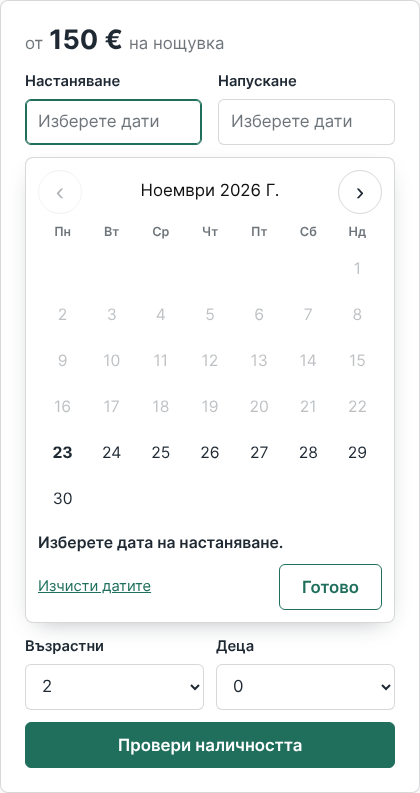 от 150 € на нощувка
Настаняване Напускане
Изберете дати Изберете дати
‹ Ноември 2026 Г. ›
Пн Вт Ср Чт Пт Сб Нд
1
2 3 4 5 6 7 8
9 10 11 12 13 14 15
16 17 18 19 20 21 22
23 24 25 26 27 28 29
30
Изберете дата на настаняване.
Изчисти датите Готово
Възрастни Деца
2 0
Провери наличността